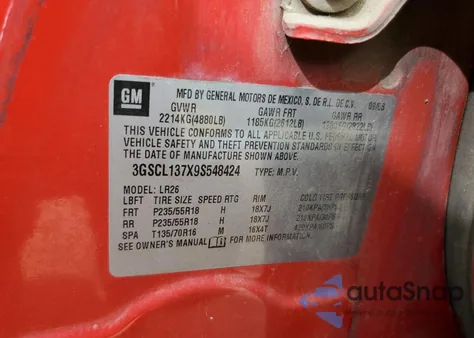 GM
MFD BY GENERAL MOTORS DE MEXICO, S. DE R.L. DE C.V.
GVWR GAWR FRT GAWR RR
2214KG(4880LB) 1185KG(2612LB)
THIS VEHICLE CONFORMS TO ALL APPLICABLE U.S. FEDERAL MOTOR
VEHICLE SAFETY AND THEFT PREVENTION STANDARDS
IN EFFECT ON THE DATE OF MANUFACTURE SHOWN ABOVE.
3GSCL137X9S548424 TYPE: M.P.V.
MODEL: LR26
LBFT TIRE SIZE SPEED RTG RIM COLD TIRE PRESSURE
FRT P235/55R18 H 18X7J
RR P235/55R18 H 18X7J
SPA T135/70R16 M 16X4T
SEE OWNER'S MANUAL FOR MORE INFORMATION.
autoSnap